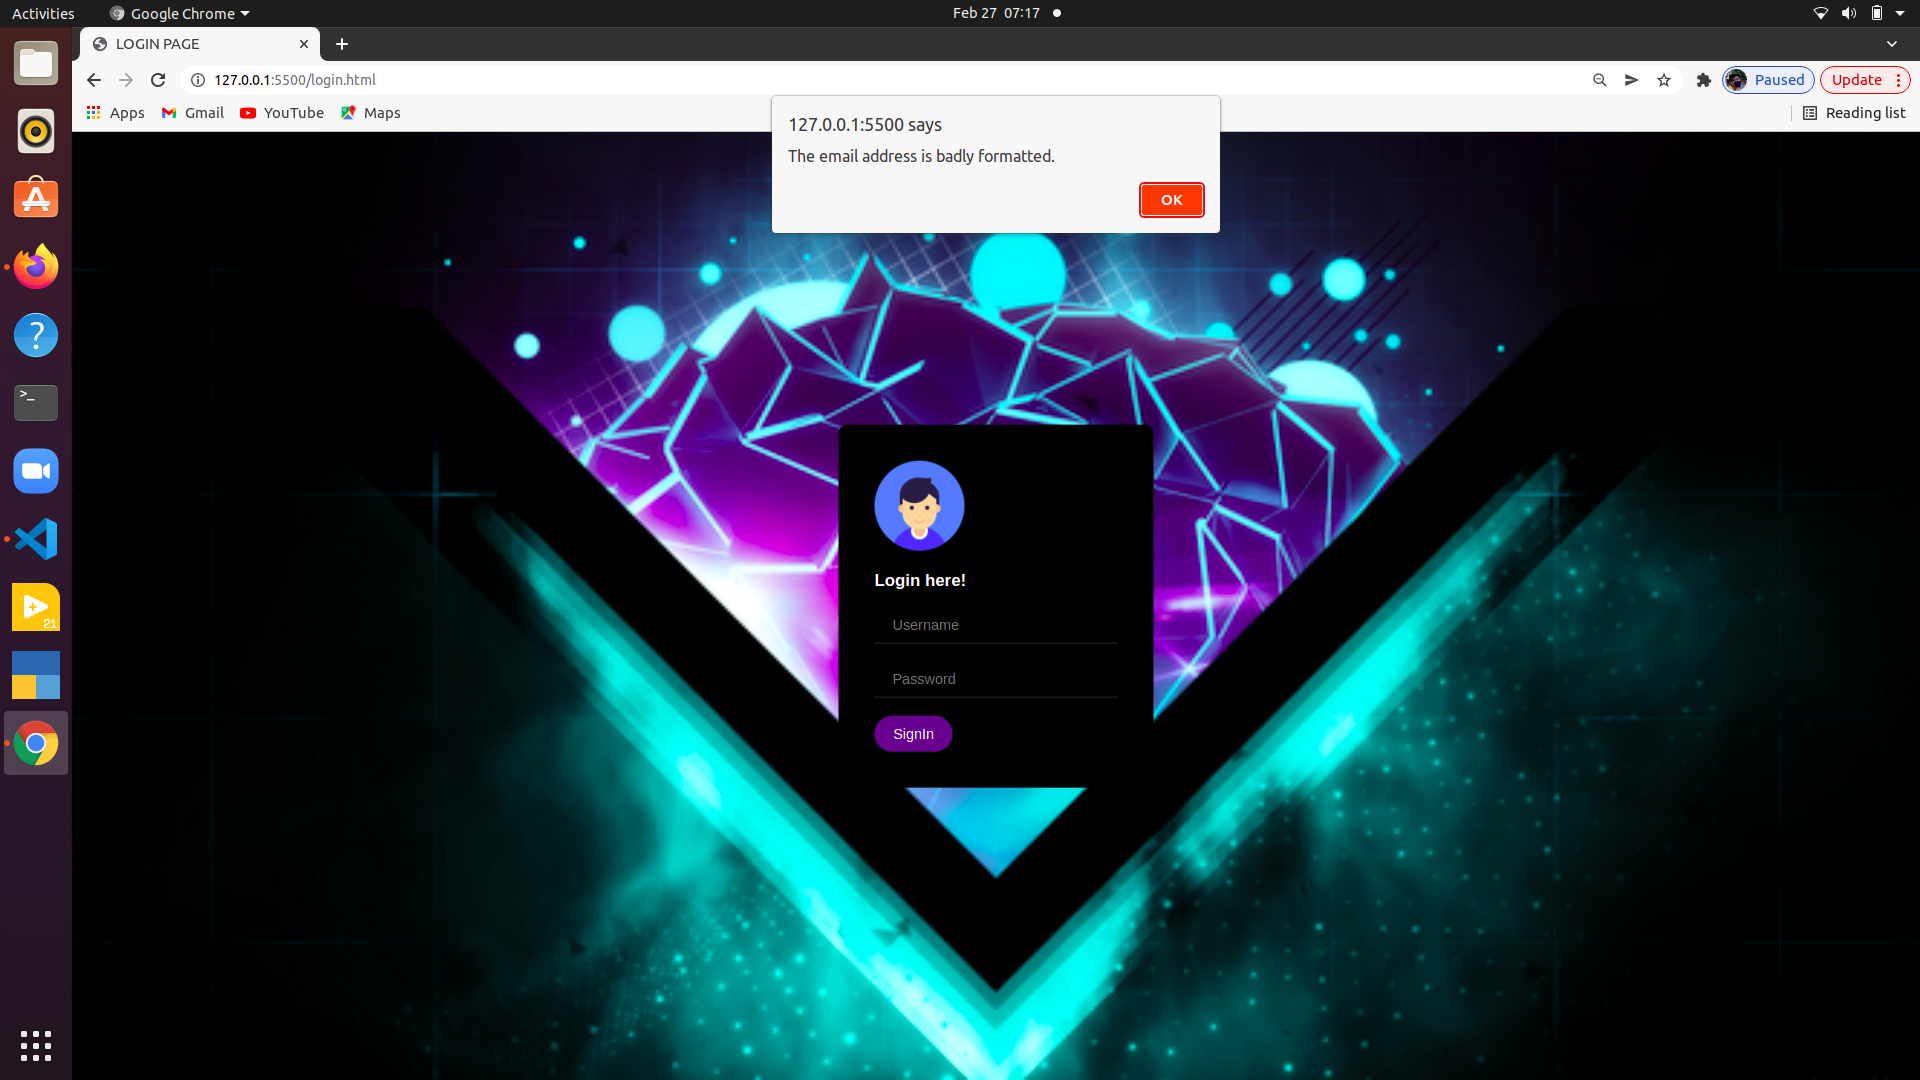 Activities
Google Chrome
Feb 27 07:17
LOGIN PAGE
127.0.0.1:5500/login.html
Paused
Update
Apps
Gmail
YouTube
Maps
Reading list
127.0.0.1:5500 says
The email address is badly formatted.
OK
>_
21
Login here!
Username
Password
SignIn